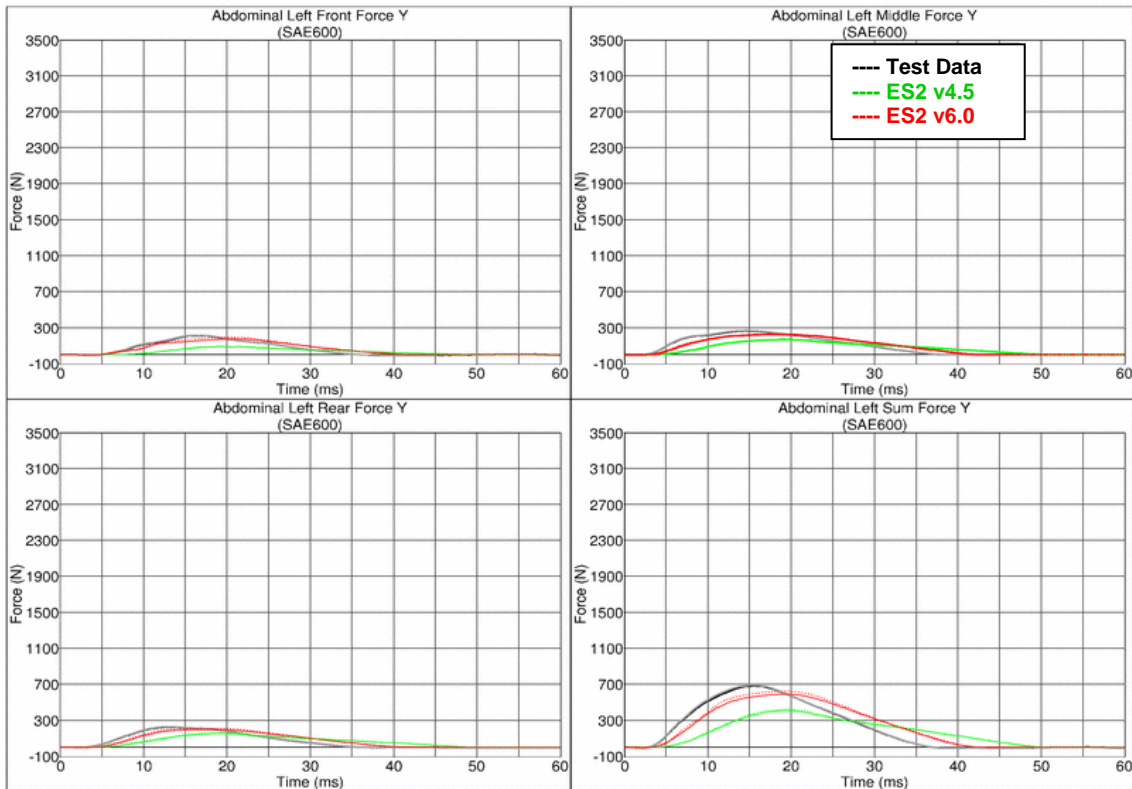 Abdominal Left Front Force Y
(SAE600)
3500
3100
2700
2300
1900
1500
1100
700
300
-100
Force (N)
0 10 20 30 40 50 60
Time (ms)
Abdominal Left Middle Force Y
(SAE600)
---- Test Data
---- ES2 v4.5
---- ES2 v6.0
3500
3100
2700
2300
1900
1500
1100
700
300
-100
Force (N)
0 10 20 30 40 50 60
Time (ms)
Abdominal Left Rear Force Y
(SAE600)
3500
3100
2700
2300
1900
1500
1100
700
300
-100
Force (N)
0 10 20 30 40 50 60
Time (ms)
Abdominal Left Sum Force Y
(SAE600)
3500
3100
2700
2300
1900
1500
1100
700
300
-100
Force (N)
0 10 20 30 40 50 60
Time (ms)